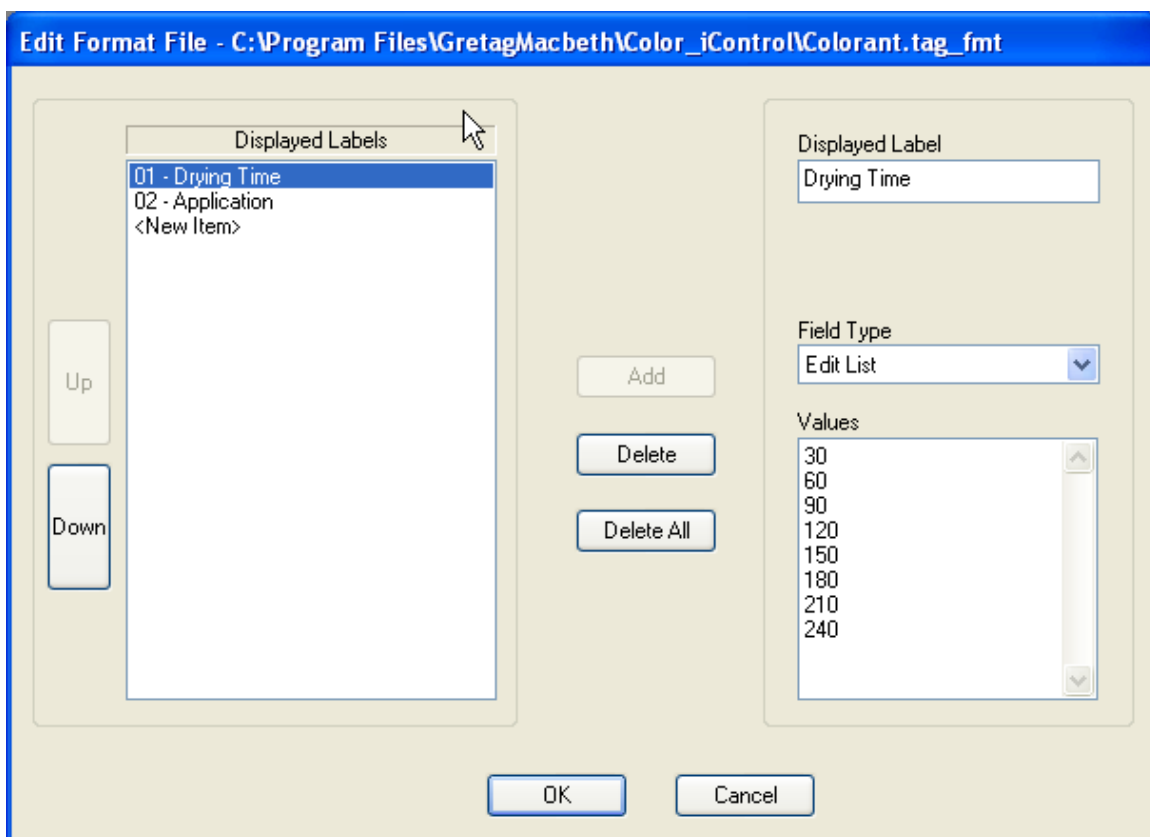 Edit Format File - C:\Program Files\GretagMacbeth\Color_iControl\Colorant.tag_fmt
Displayed Labels
01 - Drying Time
02 - Application
<New Item>
Up
Down
Add
Delete
Delete All
Displayed Label
Drying Time
Field Type
Edit List
Values
30
60
90
120
150
180
210
240
OK
Cancel